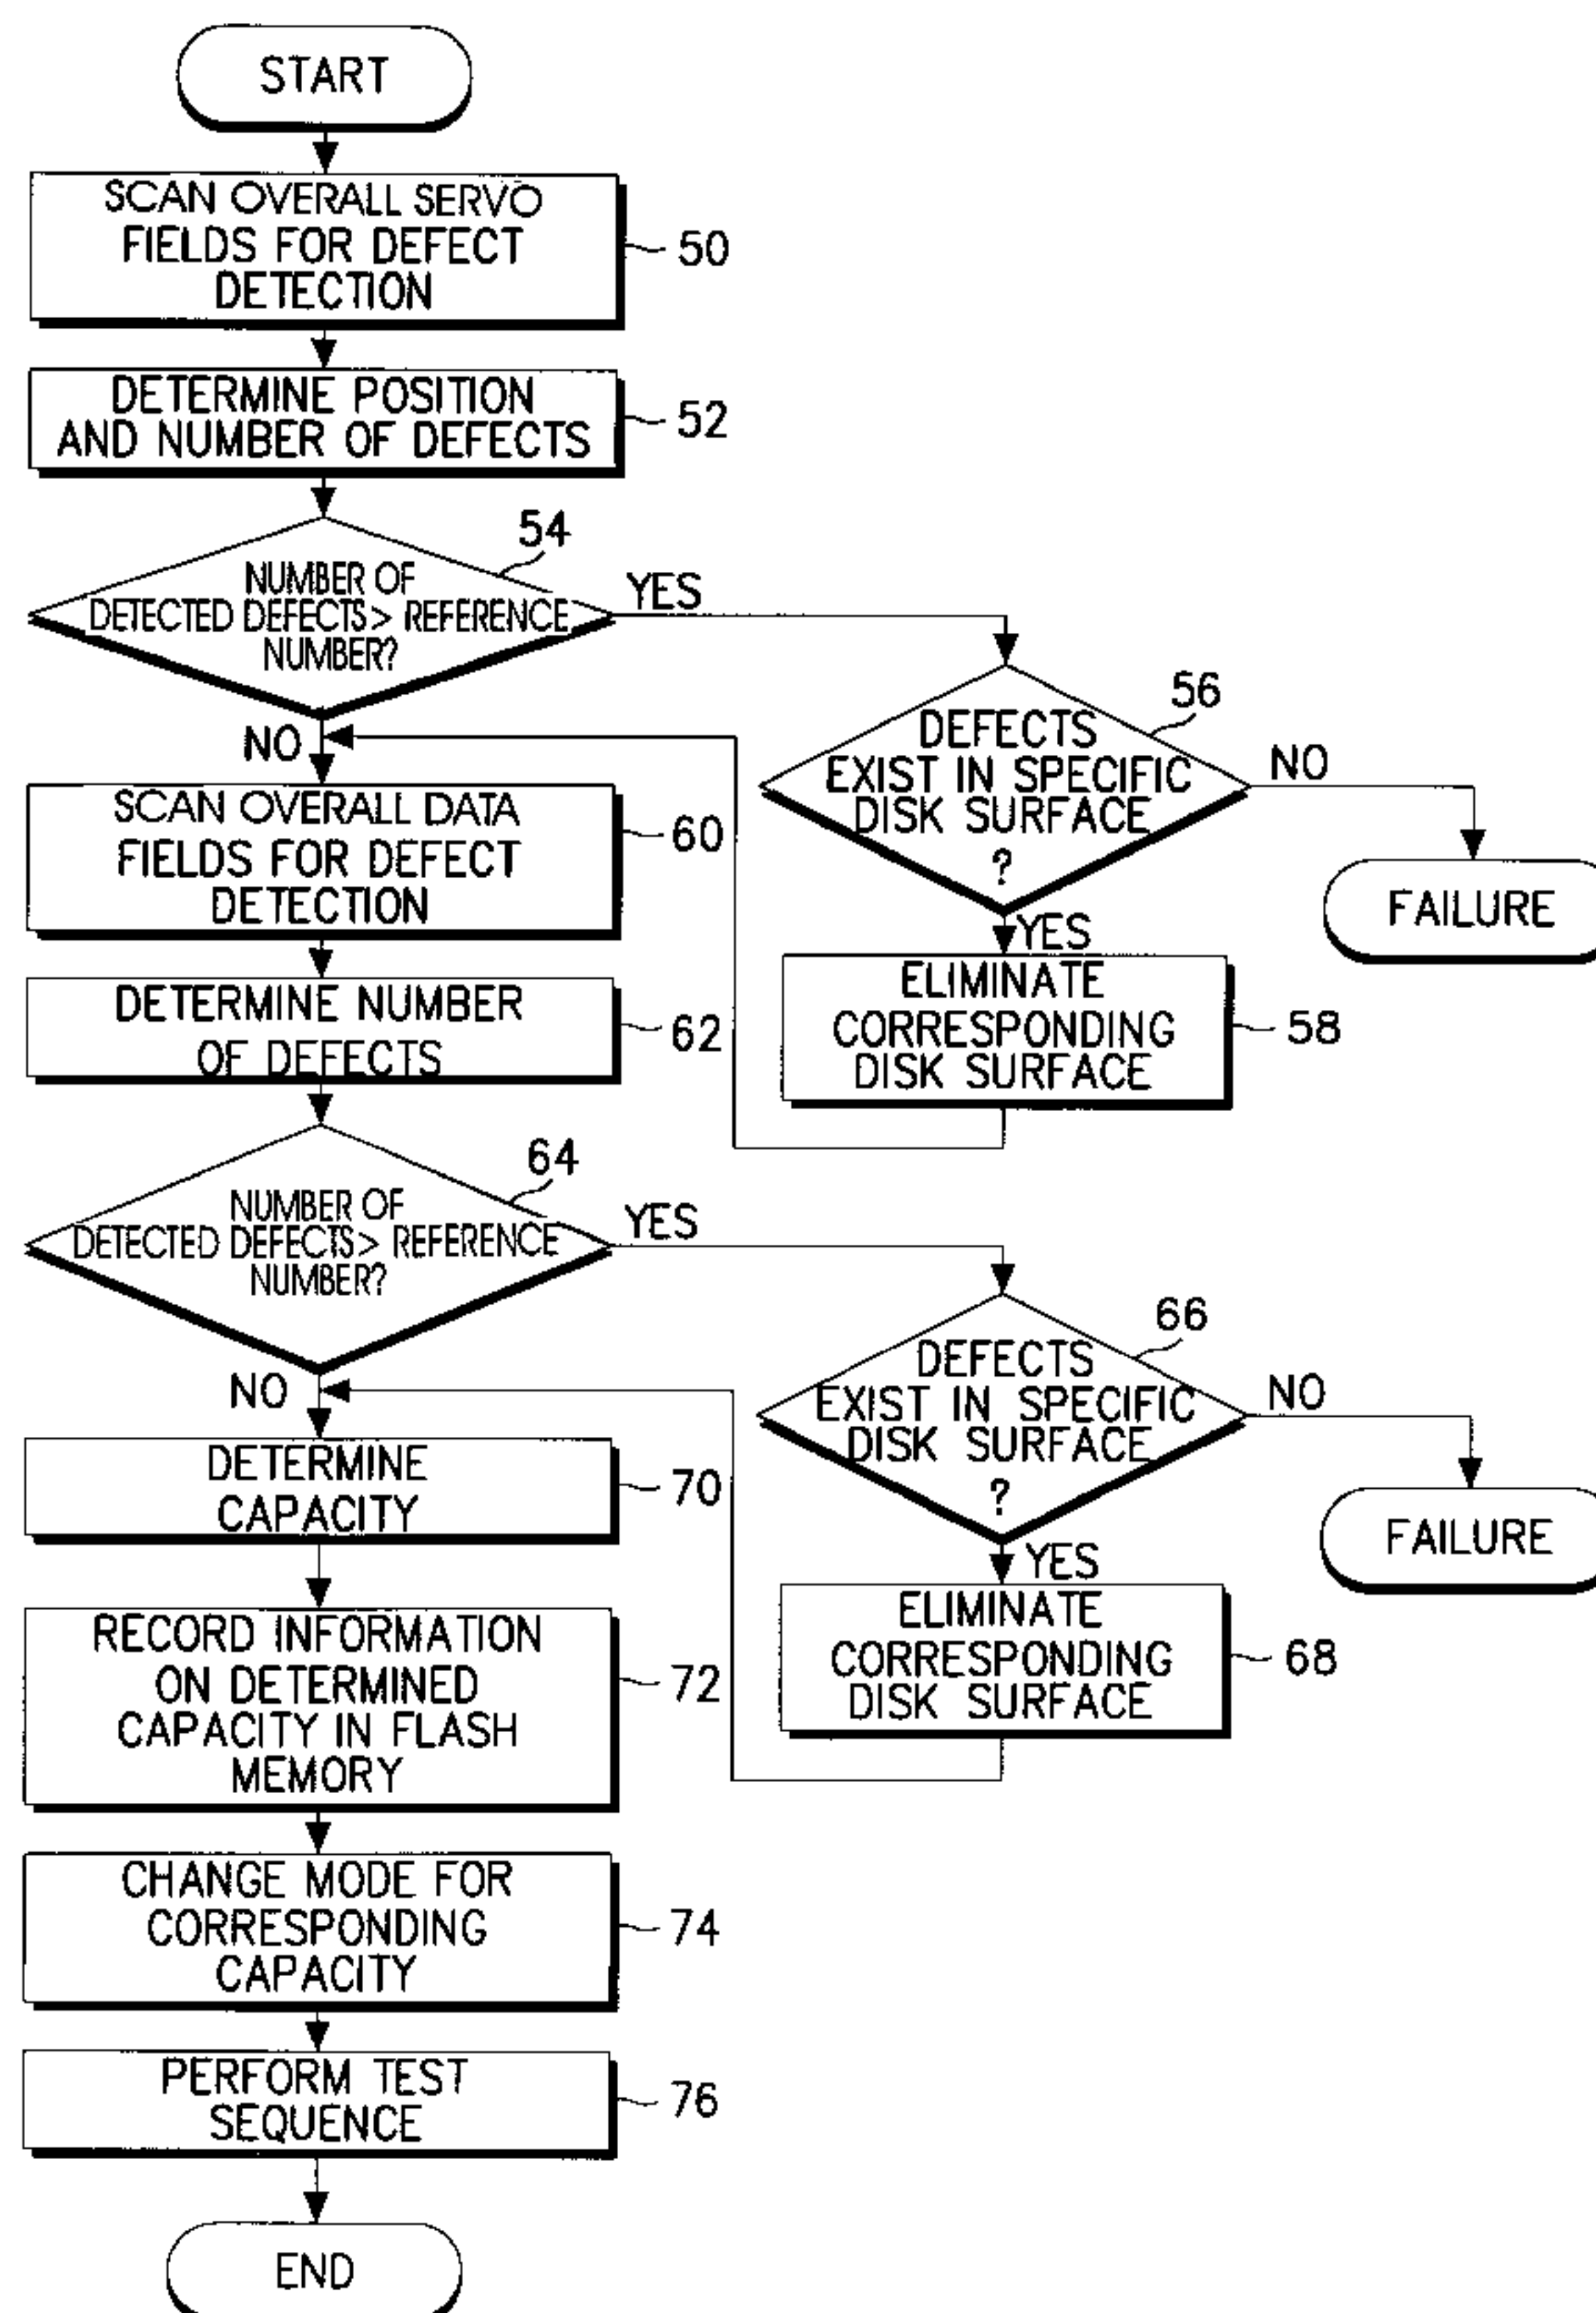 START
SCAN OVERALL SERVO
FIELDS FOR DEFECT
DETECTION
50
DETERMINE POSITION
AND NUMBER OF DEFECTS
52
54
NUMBER OF
DETECTED DEFECTS > REFERENCE
NUMBER?
YES
NO
56
DEFECTS
EXIST IN SPECIFIC
DISK SURFACE
?
NO
FAILURE
YES
ELIMINATE
CORRESPONDING
DISK SURFACE
58
SCAN OVERALL DATA
FIELDS FOR DEFECT
DETECTION
60
DETERMINE NUMBER
OF DEFECTS
62
64
NUMBER OF
DETECTED DEFECTS > REFERENCE
NUMBER?
YES
NO
66
DEFECTS
EXIST IN SPECIFIC
DISK SURFACE
?
NO
FAILURE
YES
ELIMINATE
CORRESPONDING
DISK SURFACE
68
DETERMINE
CAPACITY
70
RECORD INFORMATION
ON DETERMINED
CAPACITY IN FLASH
MEMORY
72
CHANGE MODE FOR
CORRESPONDING
CAPACITY
74
PERFORM TEST
SEQUENCE
76
END